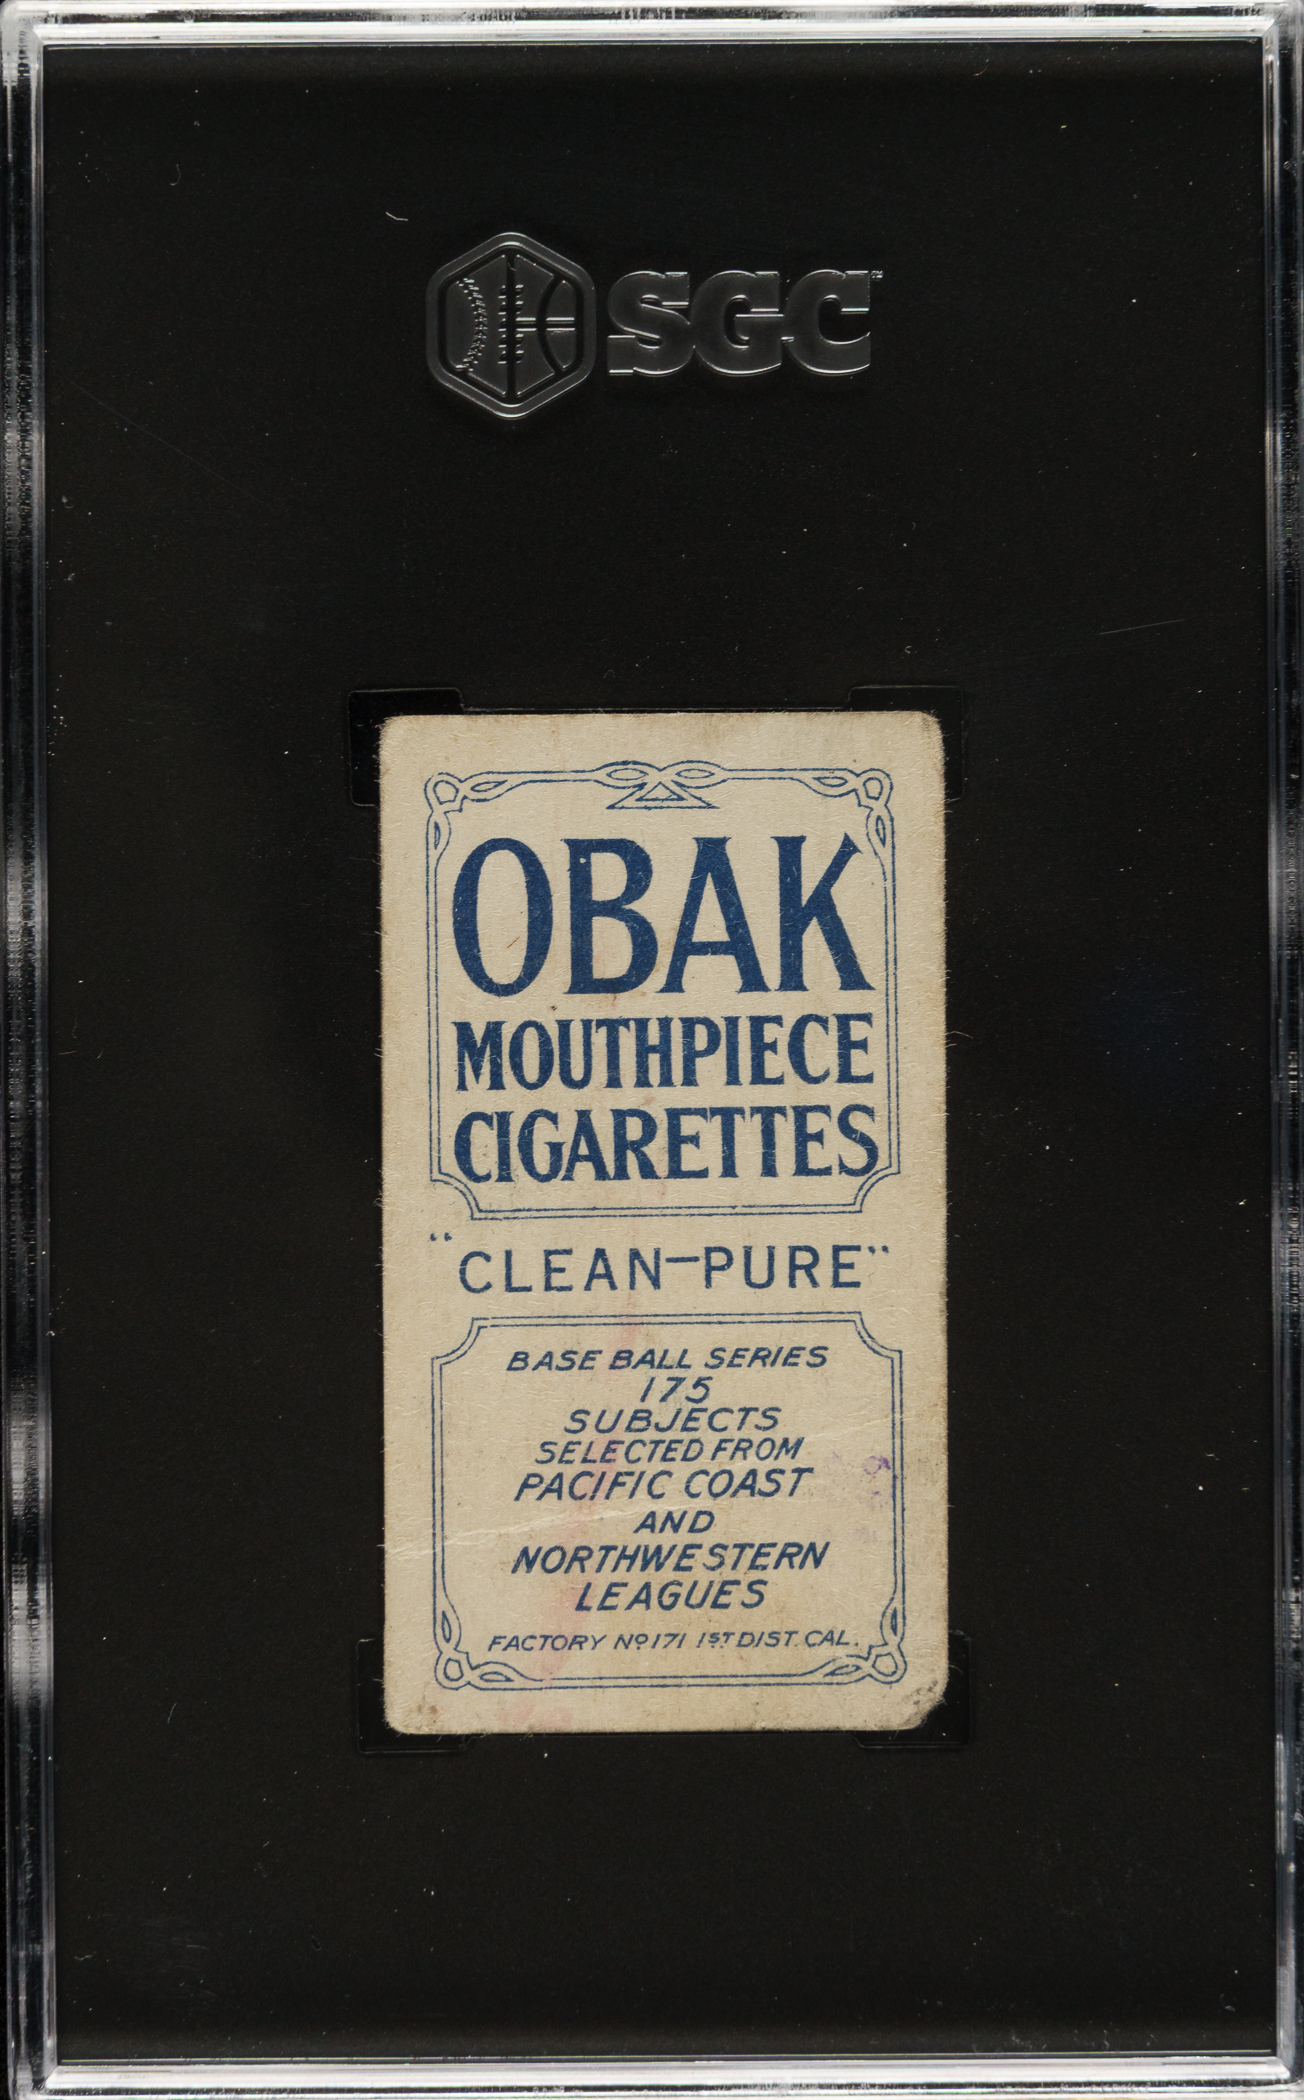 SGC™
OBAK
MOUTHPIECE
CIGARETTES
"CLEAN–PURE"
BASE BALL SERIES
175
SUBJECTS
SELECTED FROM
PACIFIC COAST
AND
NORTHWESTERN
LEAGUES
FACTORY Nº 171 1ST DIST. CAL.